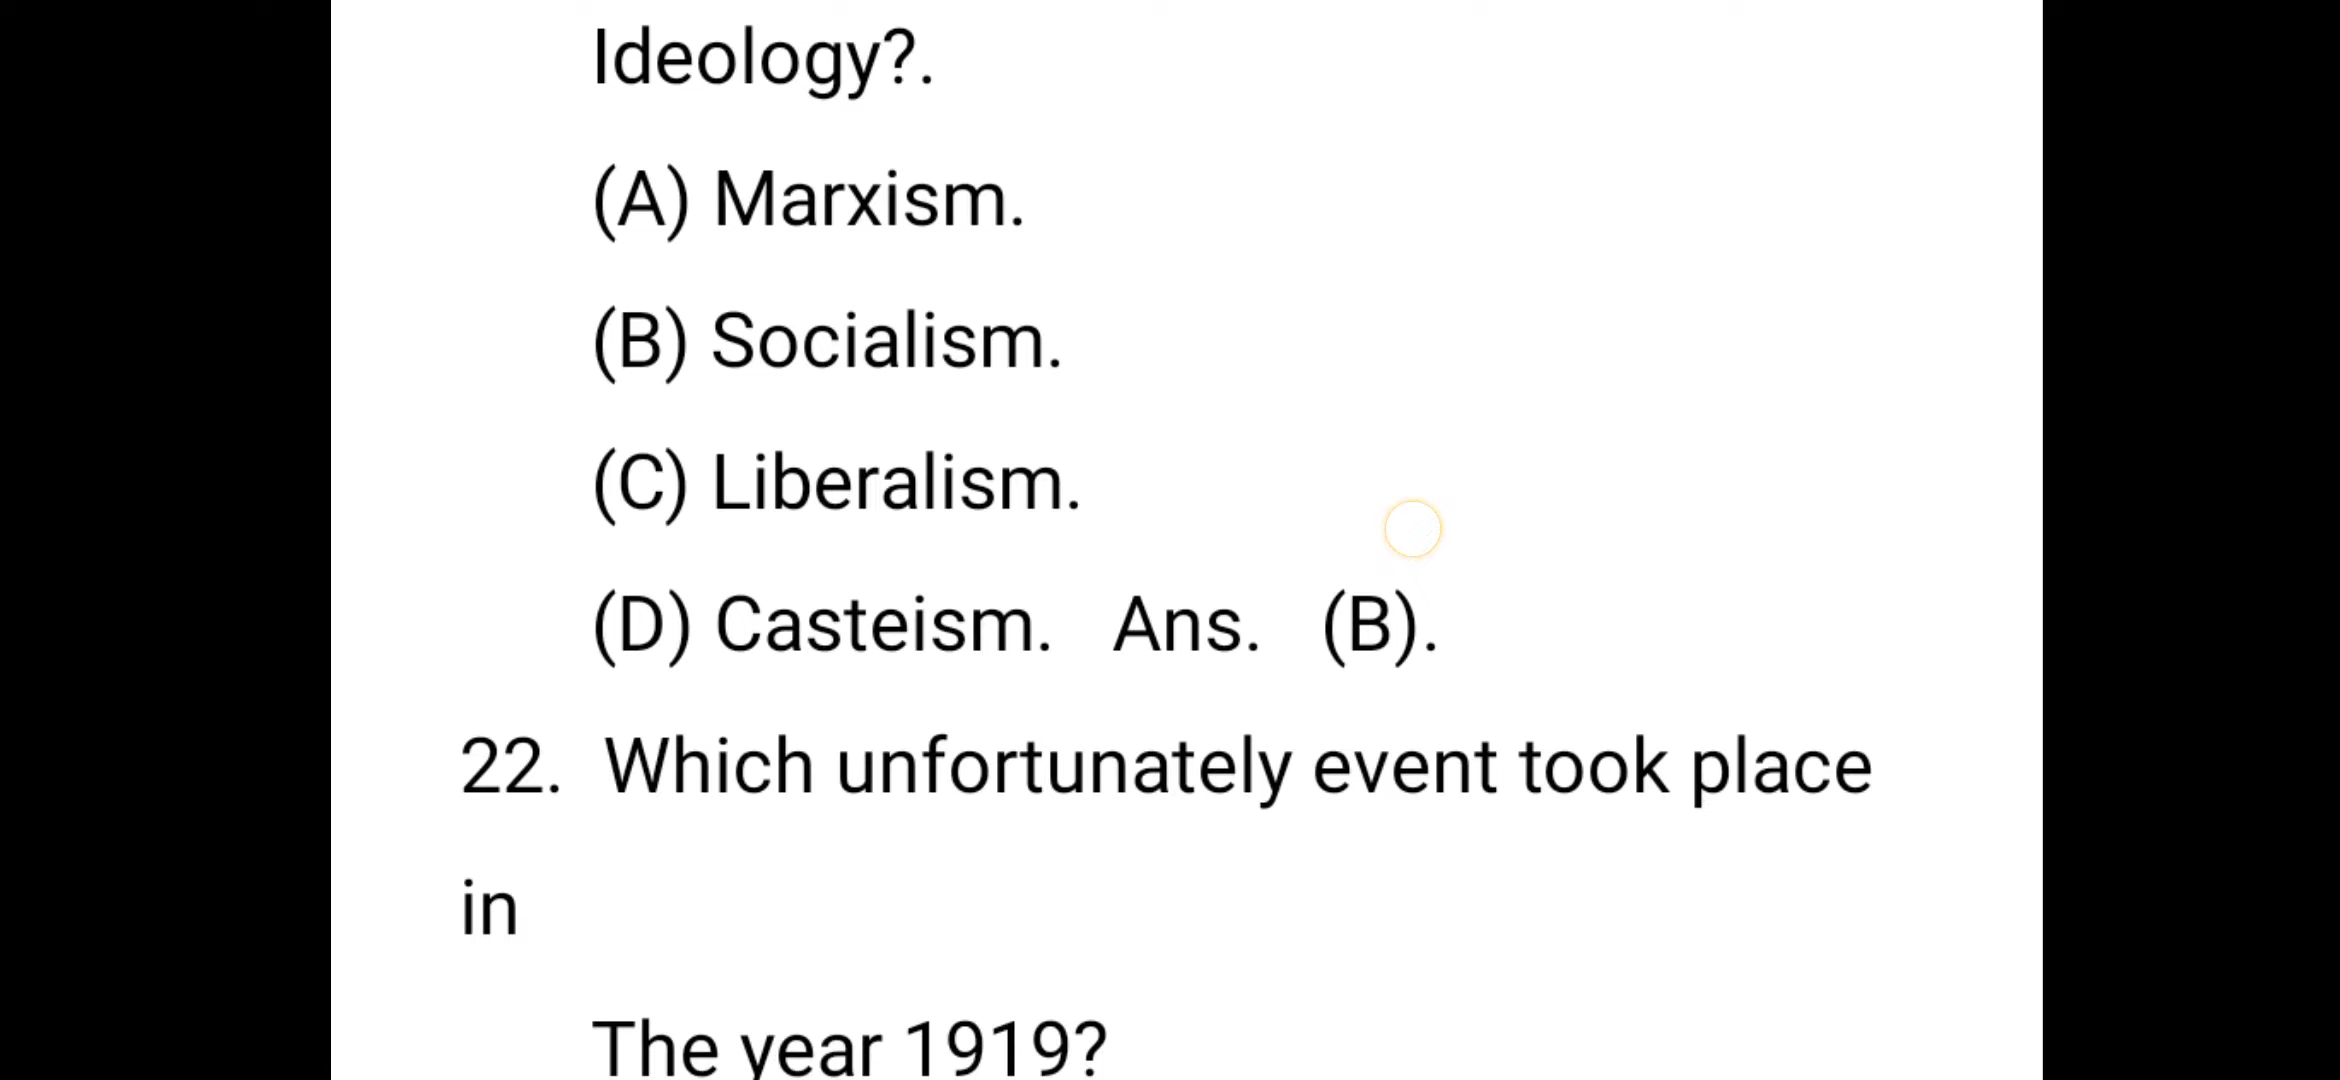 Ideology?.
(A) Marxism.
(B) Socialism.
(C) Liberalism.
(D) Casteism. Ans. (B).
22. Which unfortunately event took place
in
The year 1919?